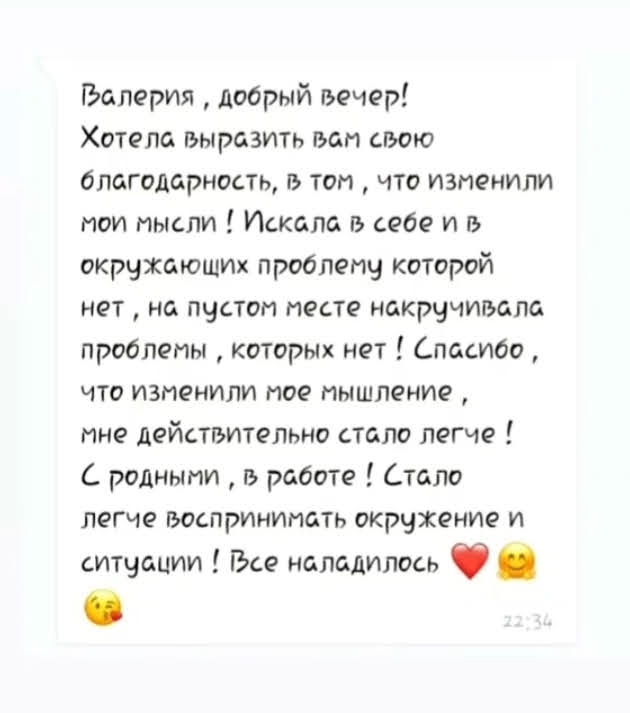 Валерия , добрый вечер!
Хотела выразить вам свою
благодарность, в том , что изменили
мои мысли ! Искала в себе и в
окружающих проблему которой
нет , на пустом месте накручивала
проблемы , которых нет ! Спасибо ,
что изменили мое мышление ,
мне действительно стало легче !
С родными , в работе ! Стало
легче воспринимать окружение и
ситуации ! Все наладилось ❤️🤗
😘
22:34